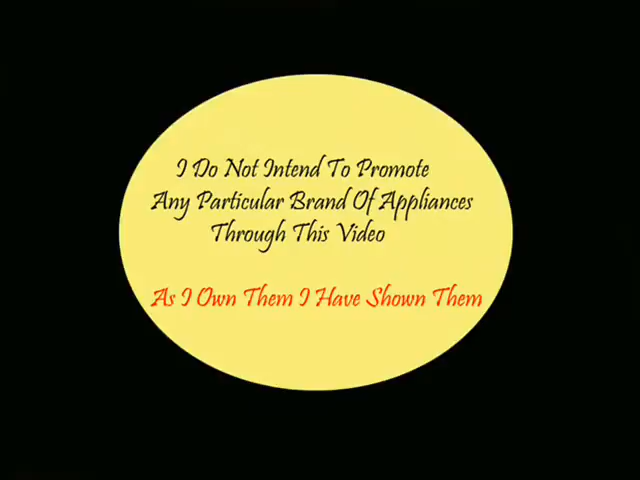 I Do Not Intend To Promote
Any Particular Brand Of Appliances
Through This Video
As I Own Them I Have Shown Them